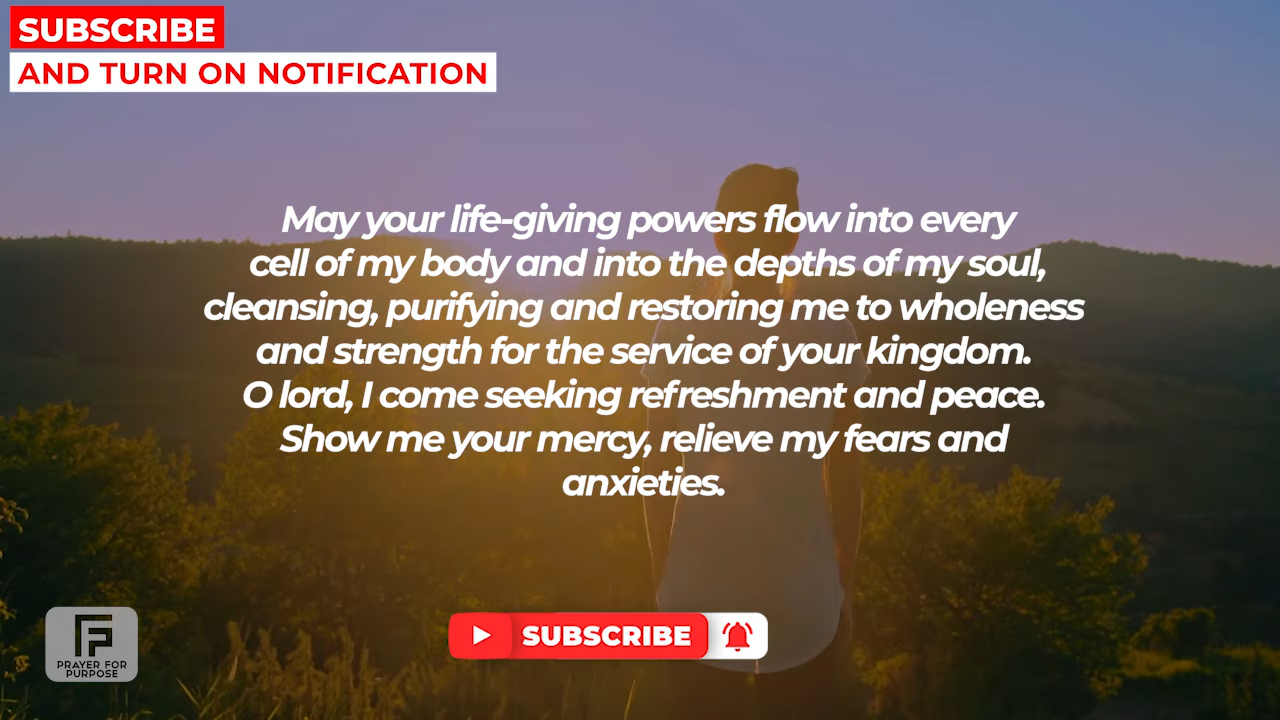 SUBSCRIBE
AND TURN ON NOTIFICATION
May your life-giving powers flow into every
cell of my body and into the depths of my soul,
cleansing, purifying and restoring me to wholeness
and strength for the service of your kingdom.
O lord, I come seeking refreshment and peace.
Show me your mercy, relieve my fears and
anxieties.
SUBSCRIBE
PRAYER FOR
PURPOSE